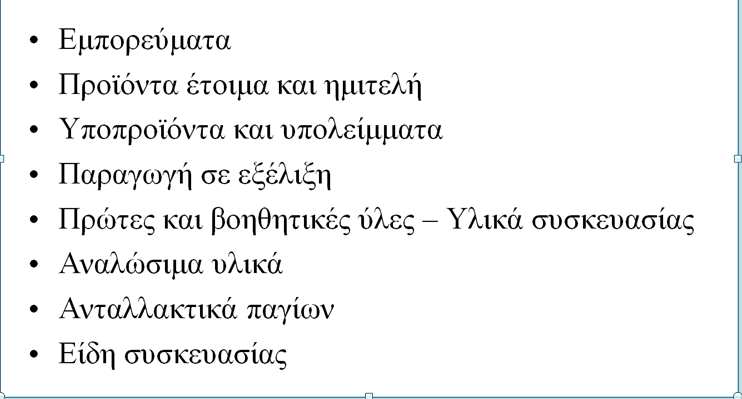 • Εμπορεύματα
• Προϊόντα έτοιμα και ημιτελή
• Υποπροϊόντα και υπολείμματα
• Παραγωγή σε εξέλιξη
• Πρώτες και βοηθητικές ύλες – Υλικά συσκευασίας
• Αναλώσιμα υλικά
• Ανταλλακτικά παγίων
• Είδη συσκευασίας